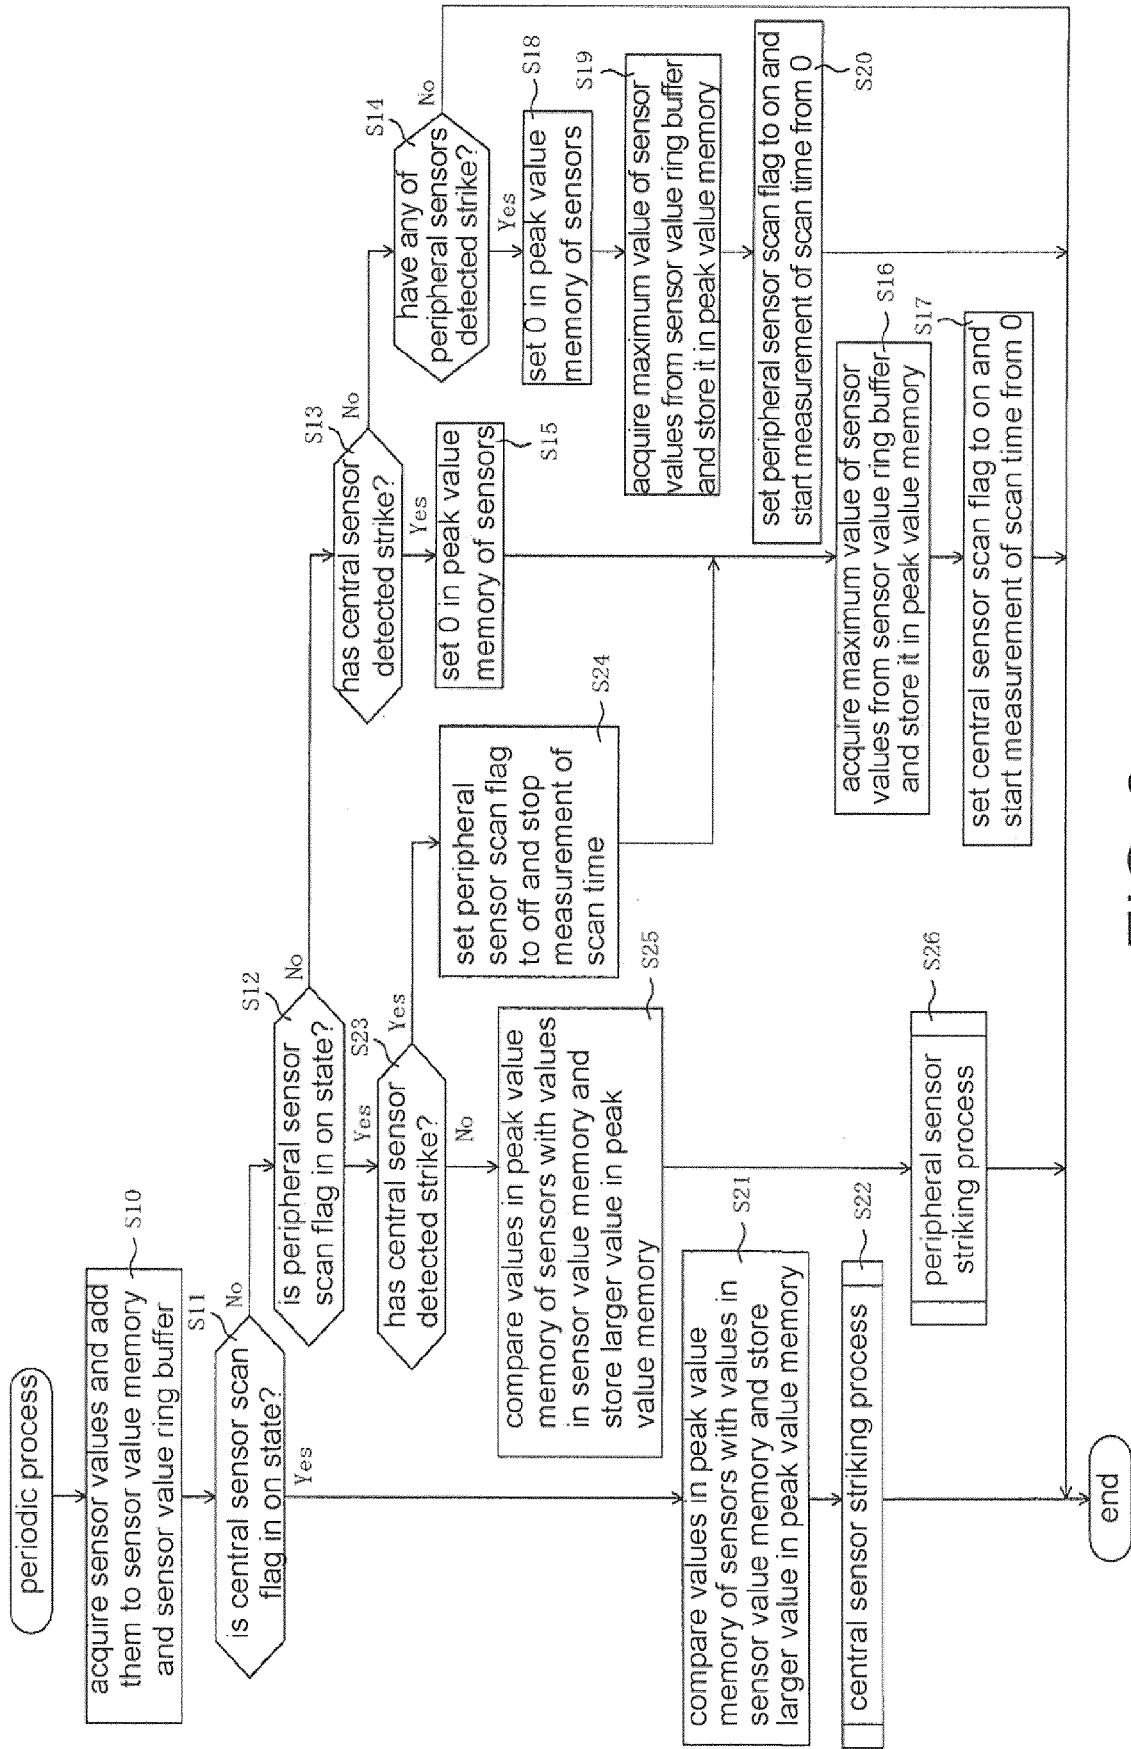 periodic process
acquire sensor values and add
them to sensor value memory
and sensor value ring buffer
S10
is central sensor scan
flag in on state?
S11
No
Yes
is peripheral sensor
scan flag in on state?
S12
No
Yes
has central sensor
detected strike?
S13
No
Yes
have any of
peripheral sensors
detected strike?
S14
No
Yes
set 0 in peak value
memory of sensors
S15
set 0 in peak value
memory of sensors
S18
acquire maximum value of sensor
values from sensor value ring buffer
and store it in peak value memory
S19
set peripheral sensor scan flag to on and
start measurement of scan time from 0
S20
has central sensor
detected strike?
S23
Yes
No
set peripheral
sensor scan flag
to off and stop
measurement of
scan time
S24
acquire maximum value of sensor
values from sensor value ring buffer
and store it in peak value memory
S16
set central sensor scan flag to on and
start measurement of scan time from 0
S17
compare values in peak value
memory of sensors with values
in sensor value memory and
store larger value in peak
value memory
S25
peripheral sensor
striking process
S26
compare values in peak value
memory of sensors with values in
sensor value memory and store
larger value in peak value memory
S21
central sensor striking process
S22
end